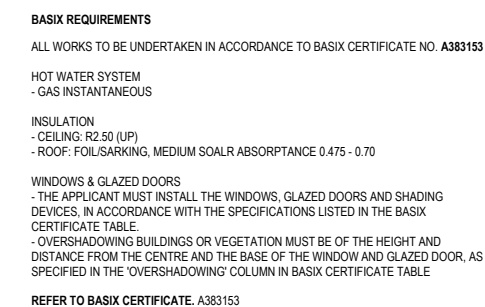 BASIX REQUIREMENTS
ALL WORKS TO BE UNDERTAKEN IN ACCORDANCE TO BASIX CERTIFICATE NO. A383153
HOT WATER SYSTEM
- GAS INSTANTANEOUS
INSULATION
- CEILING: R2.50 (UP)
- ROOF: FOIL/SARKING, MEDIUM SOALR ABSORPTANCE 0.475 - 0.70
WINDOWS & GLAZED DOORS
- THE APPLICANT MUST INSTALL THE WINDOWS, GLAZED DOORS AND SHADING
DEVICES, IN ACCORDANCE WITH THE SPECIFICATIONS LISTED IN THE BASIX
CERTIFICATE TABLE.
- OVERSHADOWING BUILDINGS OR VEGETATION MUST BE OF THE HEIGHT AND
DISTANCE FROM THE CENTRE AND THE BASE OF THE WINDOW AND GLAZED DOOR, AS
SPECIFIED IN THE 'OVERSHADOWING' COLUMN IN BASIX CERTIFICATE TABLE
REFER TO BASIX CERTIFICATE. A383153